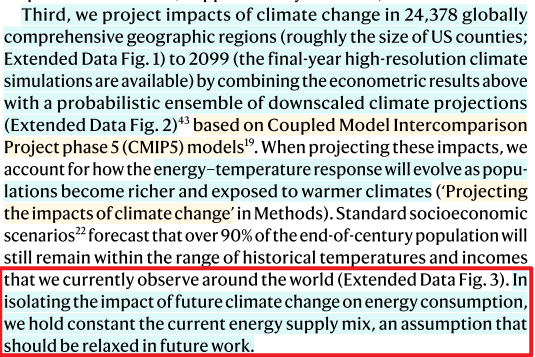 Third, we project impacts of climate change in 24,378 globally
comprehensive geographic regions (roughly the size of US counties;
Extended Data Fig. 1) to 2099 (the final-year high-resolution climate
simulations are available) by combining the econometric results above
with a probabilistic ensemble of downscaled climate projections
(Extended Data Fig. 2)43 based on Coupled Model Intercomparison
Project phase 5 (CMIP5) models19. When projecting these impacts, we
account for how the energy–temperature response will evolve as popu-
lations become richer and exposed to warmer climates (‘Projecting
the impacts of climate change’ in Methods). Standard socioeconomic
scenarios22 forecast that over 90% of the end-of-century population will
still remain within the range of historical temperatures and incomes
that we currently observe around the world (Extended Data Fig. 3). In
isolating the impact of future climate change on energy consumption,
we hold constant the current energy supply mix, an assumption that
should be relaxed in future work.